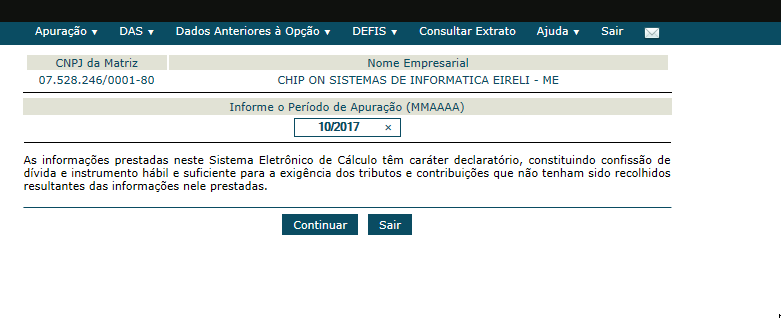 Apuração ▼ DAS ▼ Dados Anteriores à Opção ▼ DEFIS ▼ Consultar Extrato Ajuda ▼ Sair
CNPJ da Matriz Nome Empresarial
07.528.246/0001-80 CHIP ON SISTEMAS DE INFORMATICA EIRELI - ME
Informe o Período de Apuração (MMAAAA)
10/2017 ×
As informações prestadas neste Sistema Eletrônico de Cálculo têm caráter declaratório, constituindo confissão de
dívida e instrumento hábil e suficiente para a exigência dos tributos e contribuições que não tenham sido recolhidos
resultantes das informações nele prestadas.
Continuar Sair